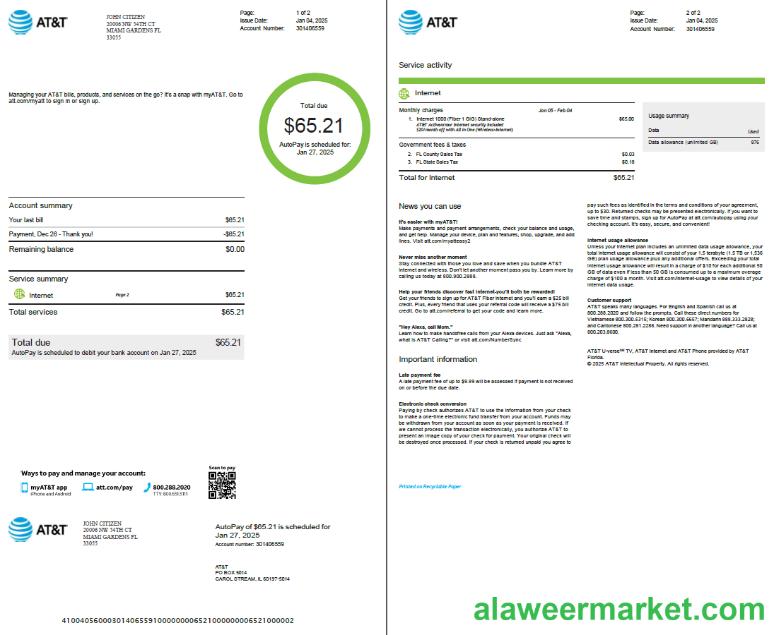 AT&T
JOHN CITIZEN
20006 NW 54TH CT
MIAMI GARDENS FL
33055
Page: 1 of 2
Issue Date: Jan 04, 2025
Account Number: 301406559
Managing your AT&T bills, products, and services on the go? It's a snap with myAT&T. Go to
att.com/myatt to sign in or sign up.
Total due
$65.21
AutoPay is scheduled for:
Jan 27, 2025
Account summary
Your last bill $65.21
Payment, Dec 26 - Thank you! -$65.21
Remaining balance $0.00
Service summary
Internet Page 2 $65.21
Total services $65.21
Total due $65.21
AutoPay is scheduled to debit your bank account on Jan 27, 2025
Ways to pay and manage your account:
myAT&T app
iPhone and Android
att.com/pay
800.288.2020
Scan to pay
AT&T
JOHN CITIZEN
20006 NW 54TH CT
MIAMI GARDENS FL
33055
AutoPay of $65.21 is scheduled for
Jan 27, 2025
Account number: 301406559
AT&T
PO BOX 5014
CAROL STREAM, IL 60197-5014
AT&T
Page: 2 of 2
Issue Date: Jan 04, 2025
Account Number: 301406559
Service activity
Internet
Monthly charges Jan 05 - Feb 04
1. Internet 1000 (Fiber 1 GIG) Stand-alone $65.00
AT&T ActiveArmor internet security included
$20/month off with All in One (Wireless+Internet)
Government fees & taxes
2. FL County Sales Tax $0.03
3. FL State Sales Tax $0.18
Total for Internet $65.21
Usage summary
Data Used
Data allowance (unlimited GB) 876
News you can use
It's easier with myAT&T!
Make payments and payment arrangements, check your balance and usage,
and get help. Manage your device, plan and features, shop, upgrade, and add
lines. Visit att.com/myatteasy2
Never miss another moment
Stay connected with those you love and save when you bundle AT&T
Internet and wireless. Don't let another moment pass you by. Learn more by
calling us today at 800.900.2886.
Help your friends discover fast internet-you'll both be rewarded!
Get your friends to sign up for AT&T Fiber Internet and you'll earn a $25 bill
credit. Plus, every friend that uses your referral code will receive a $75 bill
credit. Go to att.com/referral to get your code and learn more.
"Hey Alexa, call Mom."
Learn how to make handsfree calls from your Alexa devices. Just ask "Alexa,
what is AT&T Calling?" or visit att.com/NumberSync
Important information
Late payment fee
A late payment fee of up to $9.99 will be assessed if payment is not received
on or before the due date.
Electronic check conversion
Paying by check authorizes AT&T to use the information from your check
to make a one-time electronic fund transfer from your account. Funds may
be withdrawn from your account as soon as your payment is received. If
we cannot process the transaction electronically, you authorize AT&T to
present an image copy of your check for payment. Your original check will
be destroyed once processed. If your check is returned unpaid you agree to
pay such fees as identified in the terms and conditions of your agreement,
up to $30. Returned checks may be presented electronically. If you want to
save time and stamps, sign up for AutoPay at att.com/autopay using your
checking account. It's easy, secure, and convenient!
Internet usage allowance
Unless your internet plan includes an unlimited data usage allowance, your
total internet usage allowance will consist of your 1.5 terabyte (1.5 TB or 1,536
GB) plan usage allowance plus any additional offers. Exceeding your total
internet usage allowance will result in a charge of $10 for each additional 50
GB of data even if less than 50 GB is consumed up to a maximum average
charge of $100 a month. Visit att.com/internet-usage to view details of your
internet data usage.
Customer support
AT&T speaks many languages. For English and Spanish call us at
800.288.2020 and follow the prompts. Call these direct numbers for
Vietnamese 800.300.5315; Korean 800.300.6657; Mandarin 888.333.2828;
and Cantonese 800.281.2288. Need support in another language? Call us at
AT&T U-verse℠ TV, AT&T Internet and AT&T Phone provided by AT&T
Florida.
© 2025 AT&T Intellectual Property. All rights reserved.
Printed on Recyclable Paper
alaweermarket.com